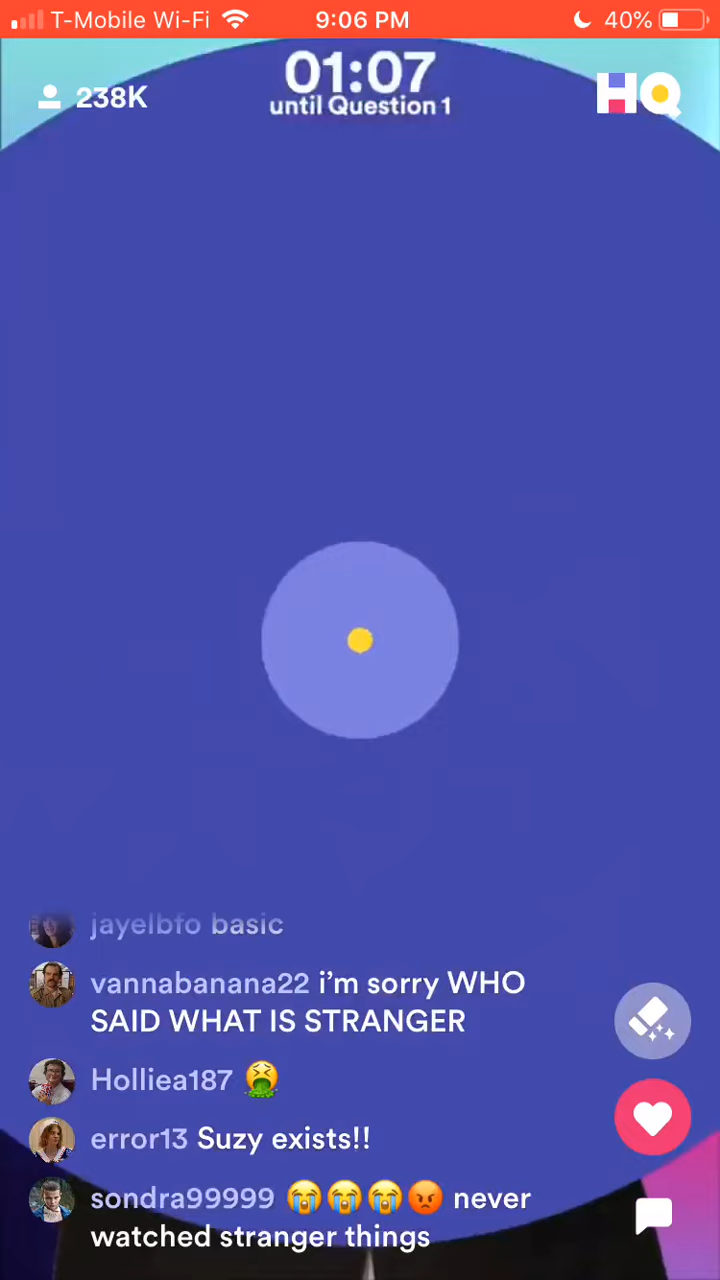 T-Mobile Wi-Fi 9:06 PM 40%
01:07
238K HQ
until Question 1
jayelbfo basic
vannabanana22 i'm sorry WHO
SAID WHAT IS STRANGER
Holliea187 🤮
error13 Suzy exists!!
sondra99999 😭😭😭😡 never
watched stranger things